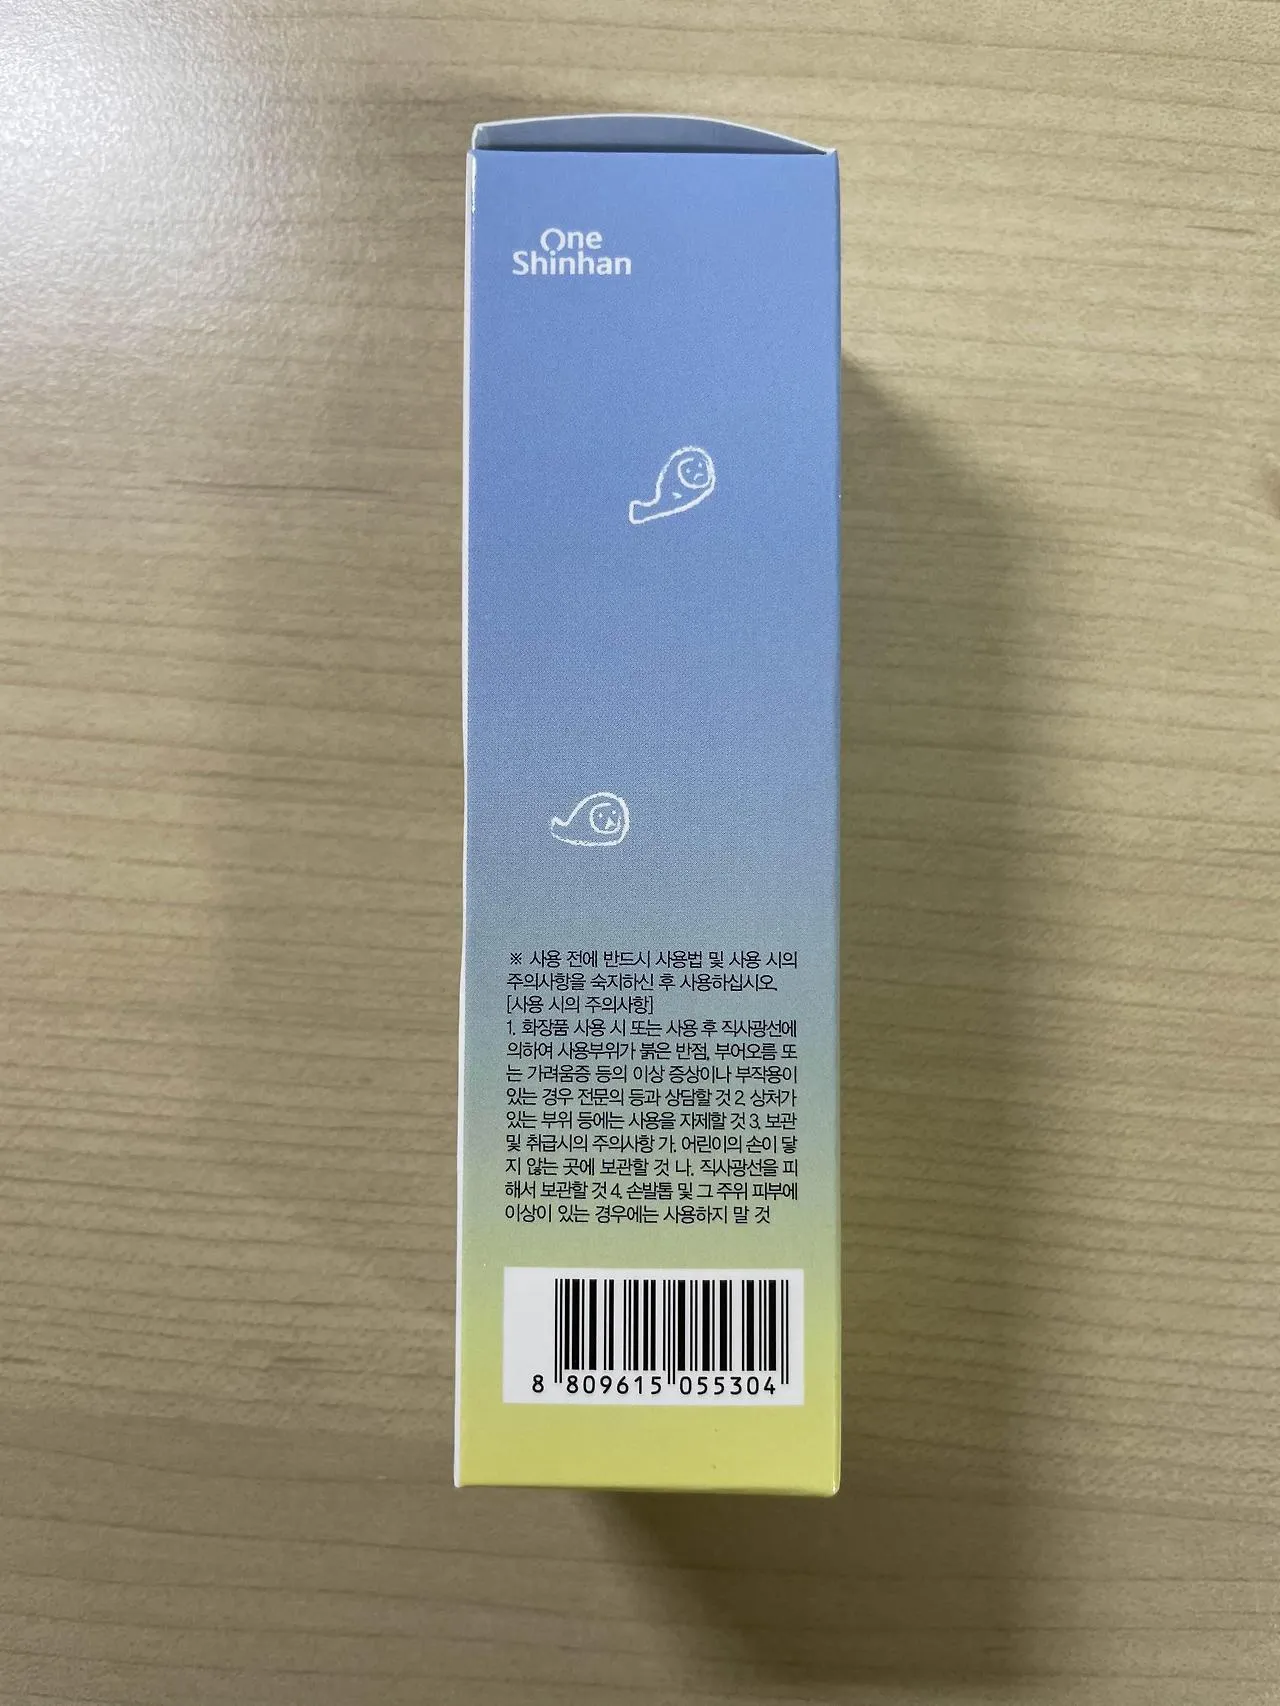 One
Shinhan
※ 사용 전에 반드시 사용법 및 사용 시의
주의사항을 숙지하신 후 사용하십시오.
[사용 시의 주의사항]
1. 화장품 사용 시 또는 사용 후 직사광선에
의하여 사용부위가 붉은 반점, 부어오름 또
는 가려움증 등의 이상 증상이나 부작용이
있는 경우 전문의 등과 상담할 것 2. 상처가
있는 부위 등에는 사용을 자제할 것 3. 보관
및 취급시의 주의사항 가. 어린이의 손이 닿
지 않는 곳에 보관할 것 나. 직사광선을 피
해서 보관할 것 4. 손발톱 및 그 주위 피부에
이상이 있는 경우에는 사용하지 말 것
8 809615 055304